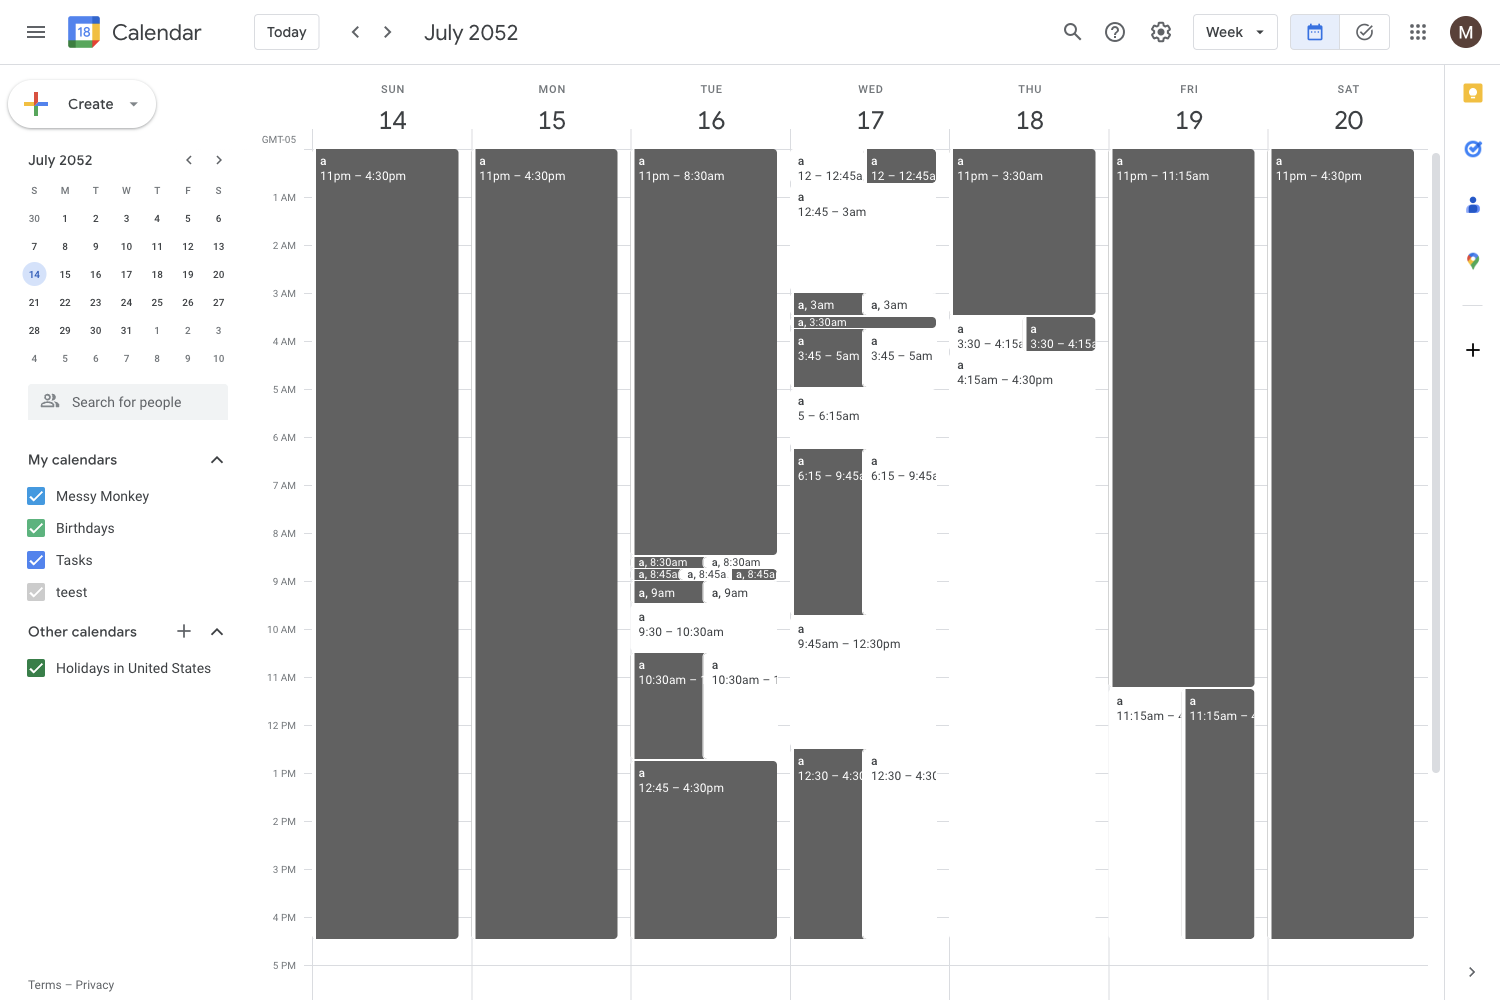 18 Calendar
Today
July 2052
Week
M
Create
SUN MON TUE WED THU FRI SAT
14 15 16 17 18 19 20
GMT-05
July 2052
S M T W T F S
30 1 2 3 4 5 6
7 8 9 10 11 12 13
14 15 16 17 18 19 20
21 22 23 24 25 26 27
28 29 30 31 1 2 3
4 5 6 7 8 9 10
Search for people
My calendars
Messy Monkey
Birthdays
Tasks
teest
Other calendars
Holidays in United States
Terms – Privacy
1 AM
2 AM
3 AM
4 AM
5 AM
6 AM
7 AM
8 AM
9 AM
10 AM
11 AM
12 PM
1 PM
2 PM
3 PM
4 PM
5 PM
a
11pm – 4:30pm
a
11pm – 4:30pm
a
11pm – 8:30am
a, 8:30am
a, 8:30am
a, 8:45a
a, 8:45a
a, 8:45a
a, 9am
a, 9am
a
9:30 – 10:30am
a
10:30am –
a
10:30am – 1
a
12:45 – 4:30pm
a
12 – 12:45a
a
12 – 12:45a
a
12:45 – 3am
a, 3am
a, 3am
a, 3:30am
a
3:45 – 5am
a
3:45 – 5am
a
5 – 6:15am
a
6:15 – 9:45a
a
6:15 – 9:45a
a
9:45am – 12:30pm
a
12:30 – 4:30
a
12:30 – 4:30
a
11pm – 3:30am
a
3:30 – 4:15a
a
3:30 – 4:15a
a
4:15am – 4:30pm
a
11pm – 11:15am
a
11:15am – 4
a
11:15am – 4
a
11pm – 4:30pm